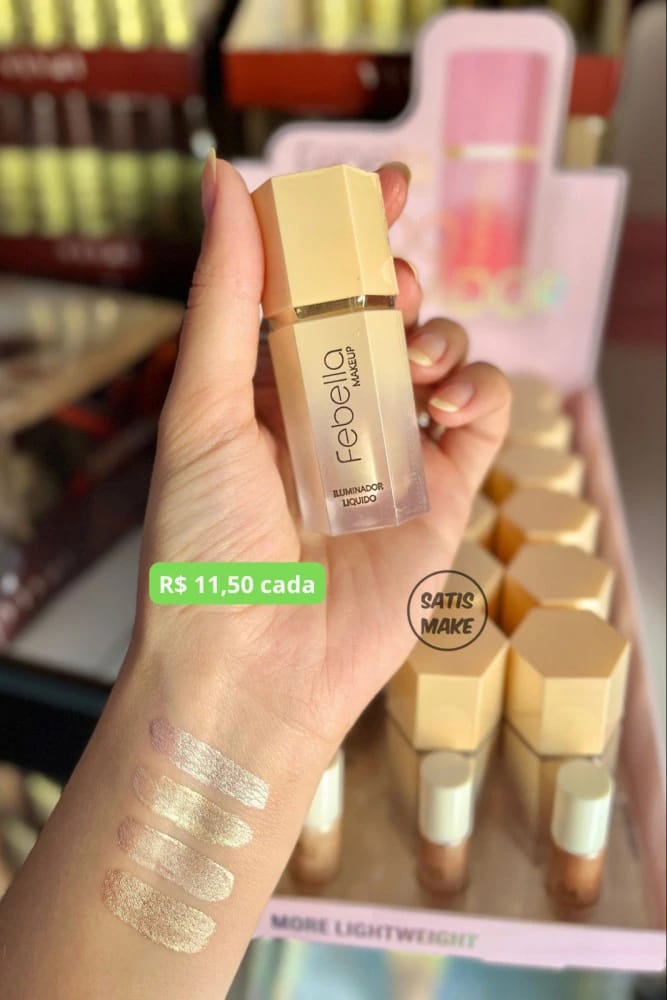 febella
MAKEUP
ILUMINADOR
LIQUIDO
R$ 11,50 cada
SATIS
MAKE
MORE LIGHTWEIGHT